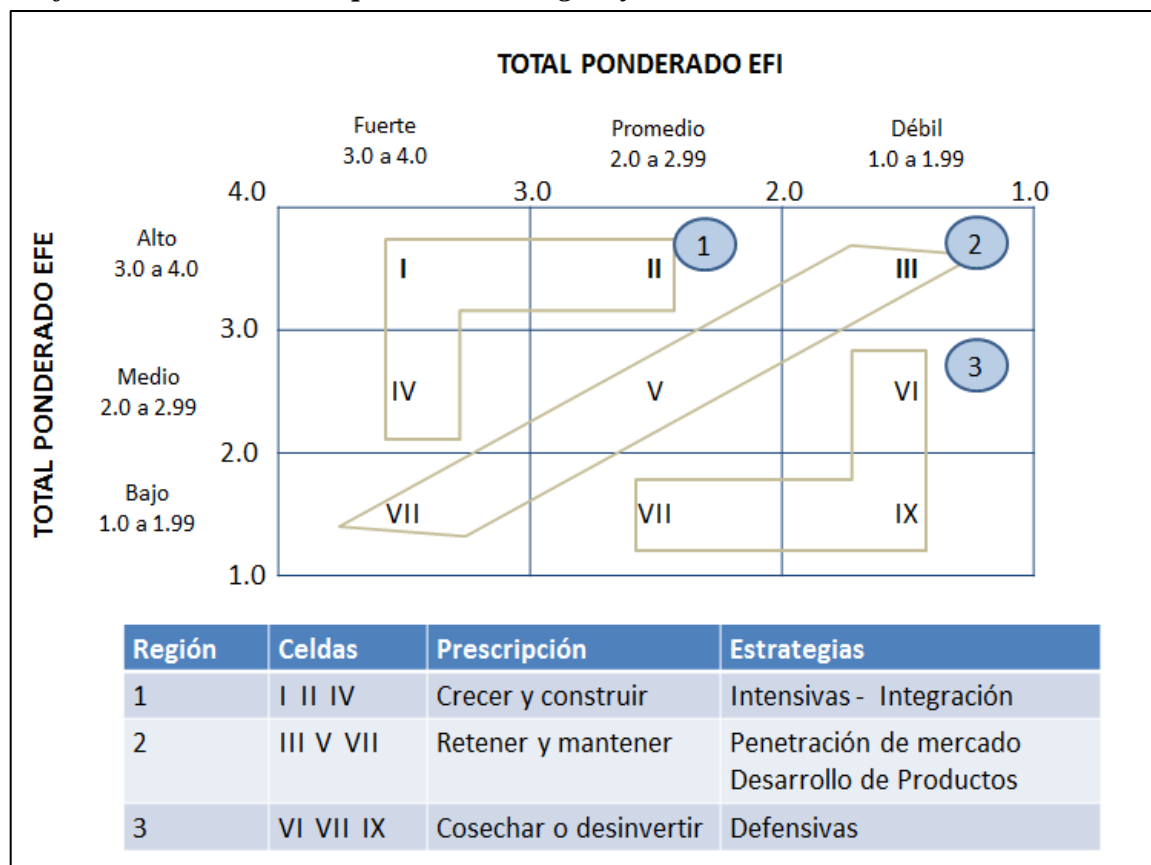 TOTAL PONDERADO EFI
Fuerte
3.0 a 4.0
Promedio
2.0 a 2.99
Débil
1.0 a 1.99
4.0
3.0
2.0
1.0
TOTAL PONDERADO EFE
Alto
3.0 a 4.0
I
II
1
III
2
3.0
Medio
2.0 a 2.99
IV
V
VI
3
2.0
Bajo
1.0 a 1.99
VII
VII
IX
1.0
Región Celdas Prescripción Estrategias
1 I II IV Crecer y construir Intensivas - Integración
2 III V VII Retener y mantener Penetración de mercado
Desarrollo de Productos
3 VI VII IX Cosechar o desinvertir Defensivas